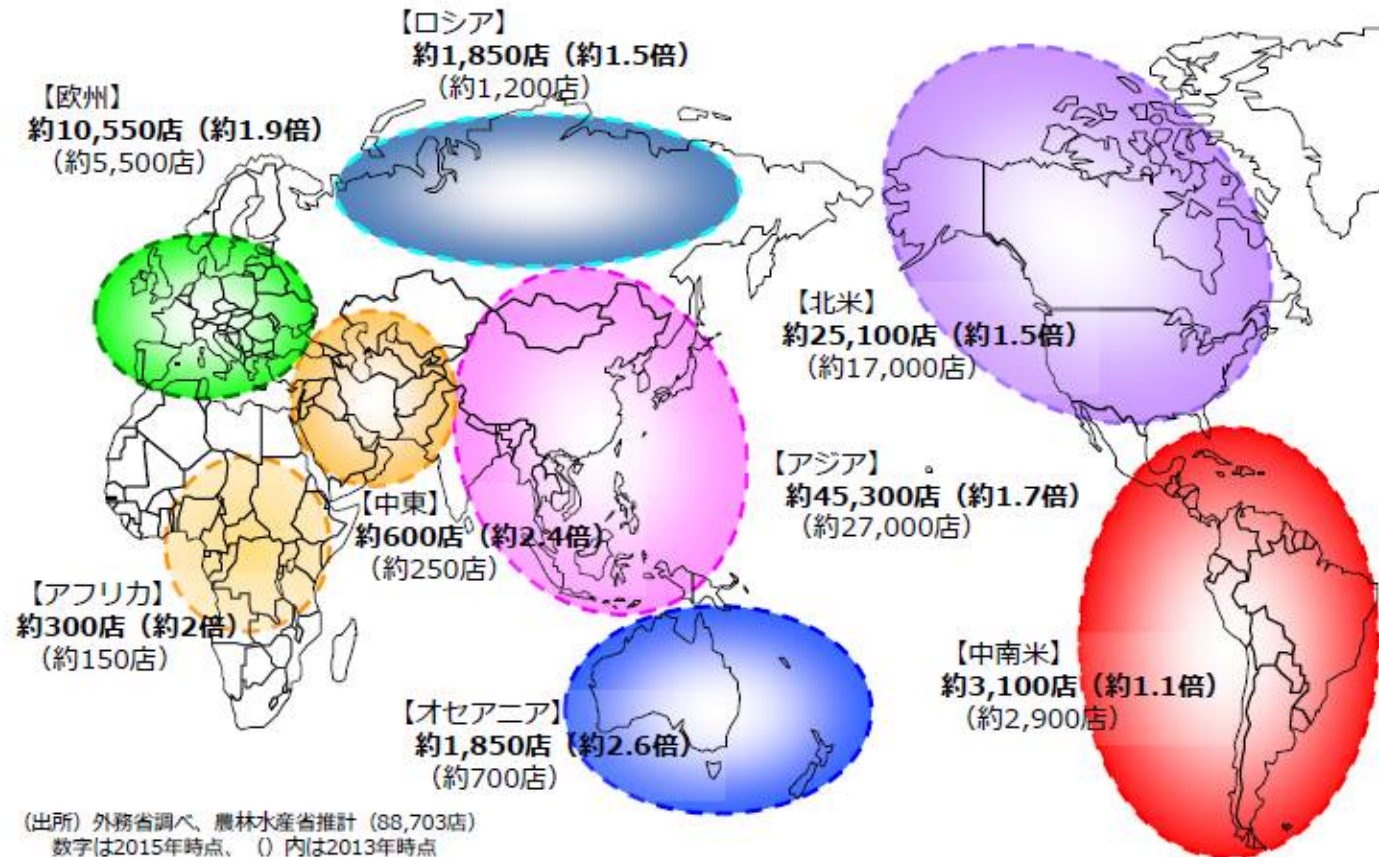 【ロシア】
約1,850店（約1.5倍）
（約1,200店）
【欧州】
約10,550店（約1.9倍）
（約5,500店）
【北米】
約25,100店（約1.5倍）
（約17,000店）
【アジア】
約45,300店（約1.7倍）
（約27,000店）
【中東】
約600店（約2.4倍）
（約250店）
【アフリカ】
約300店（約2倍）
（約150店）
【中南米】
約3,100店（約1.1倍）
（約2,900店）
【オセアニア】
約1,850店（約2.6倍）
（約700店）
（出所）外務省調べ、農林水産省推計（88,703店）
数字は2015年時点、（）内は2013年時点